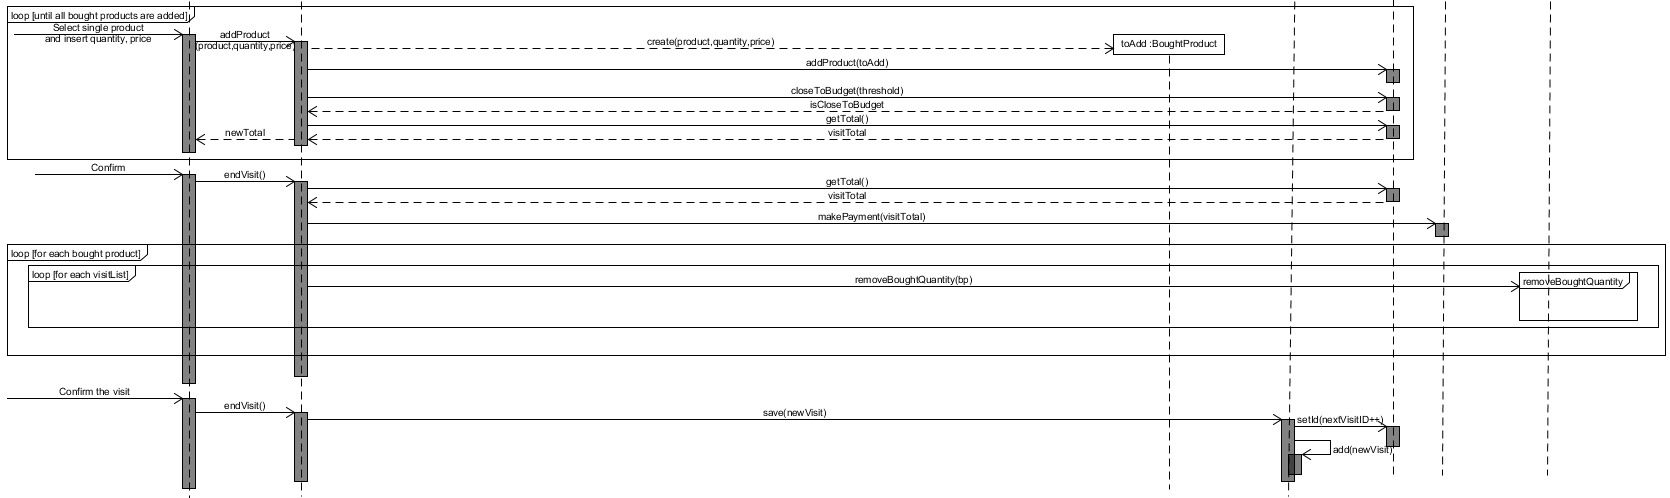 loop [until all bought products are added]
Select single product
and insert quantity, price
addProduct
(product,quantity,price)
create(product,quantity,price)
toAdd :BoughtProduct
addProduct(toAdd)
closeToBudget(threshold)
isCloseToBudget
getTotal()
newTotal
visitTotal
Confirm
endVisit()
getTotal()
visitTotal
makePayment(visitTotal)
loop [for each bought product]
loop [for each visitList]
removeBoughtQuantity(bp)
removeBoughtQuantity
Confirm the visit
endVisit()
save(newVisit)
setId(nextVisitID++)
add(newVisit)